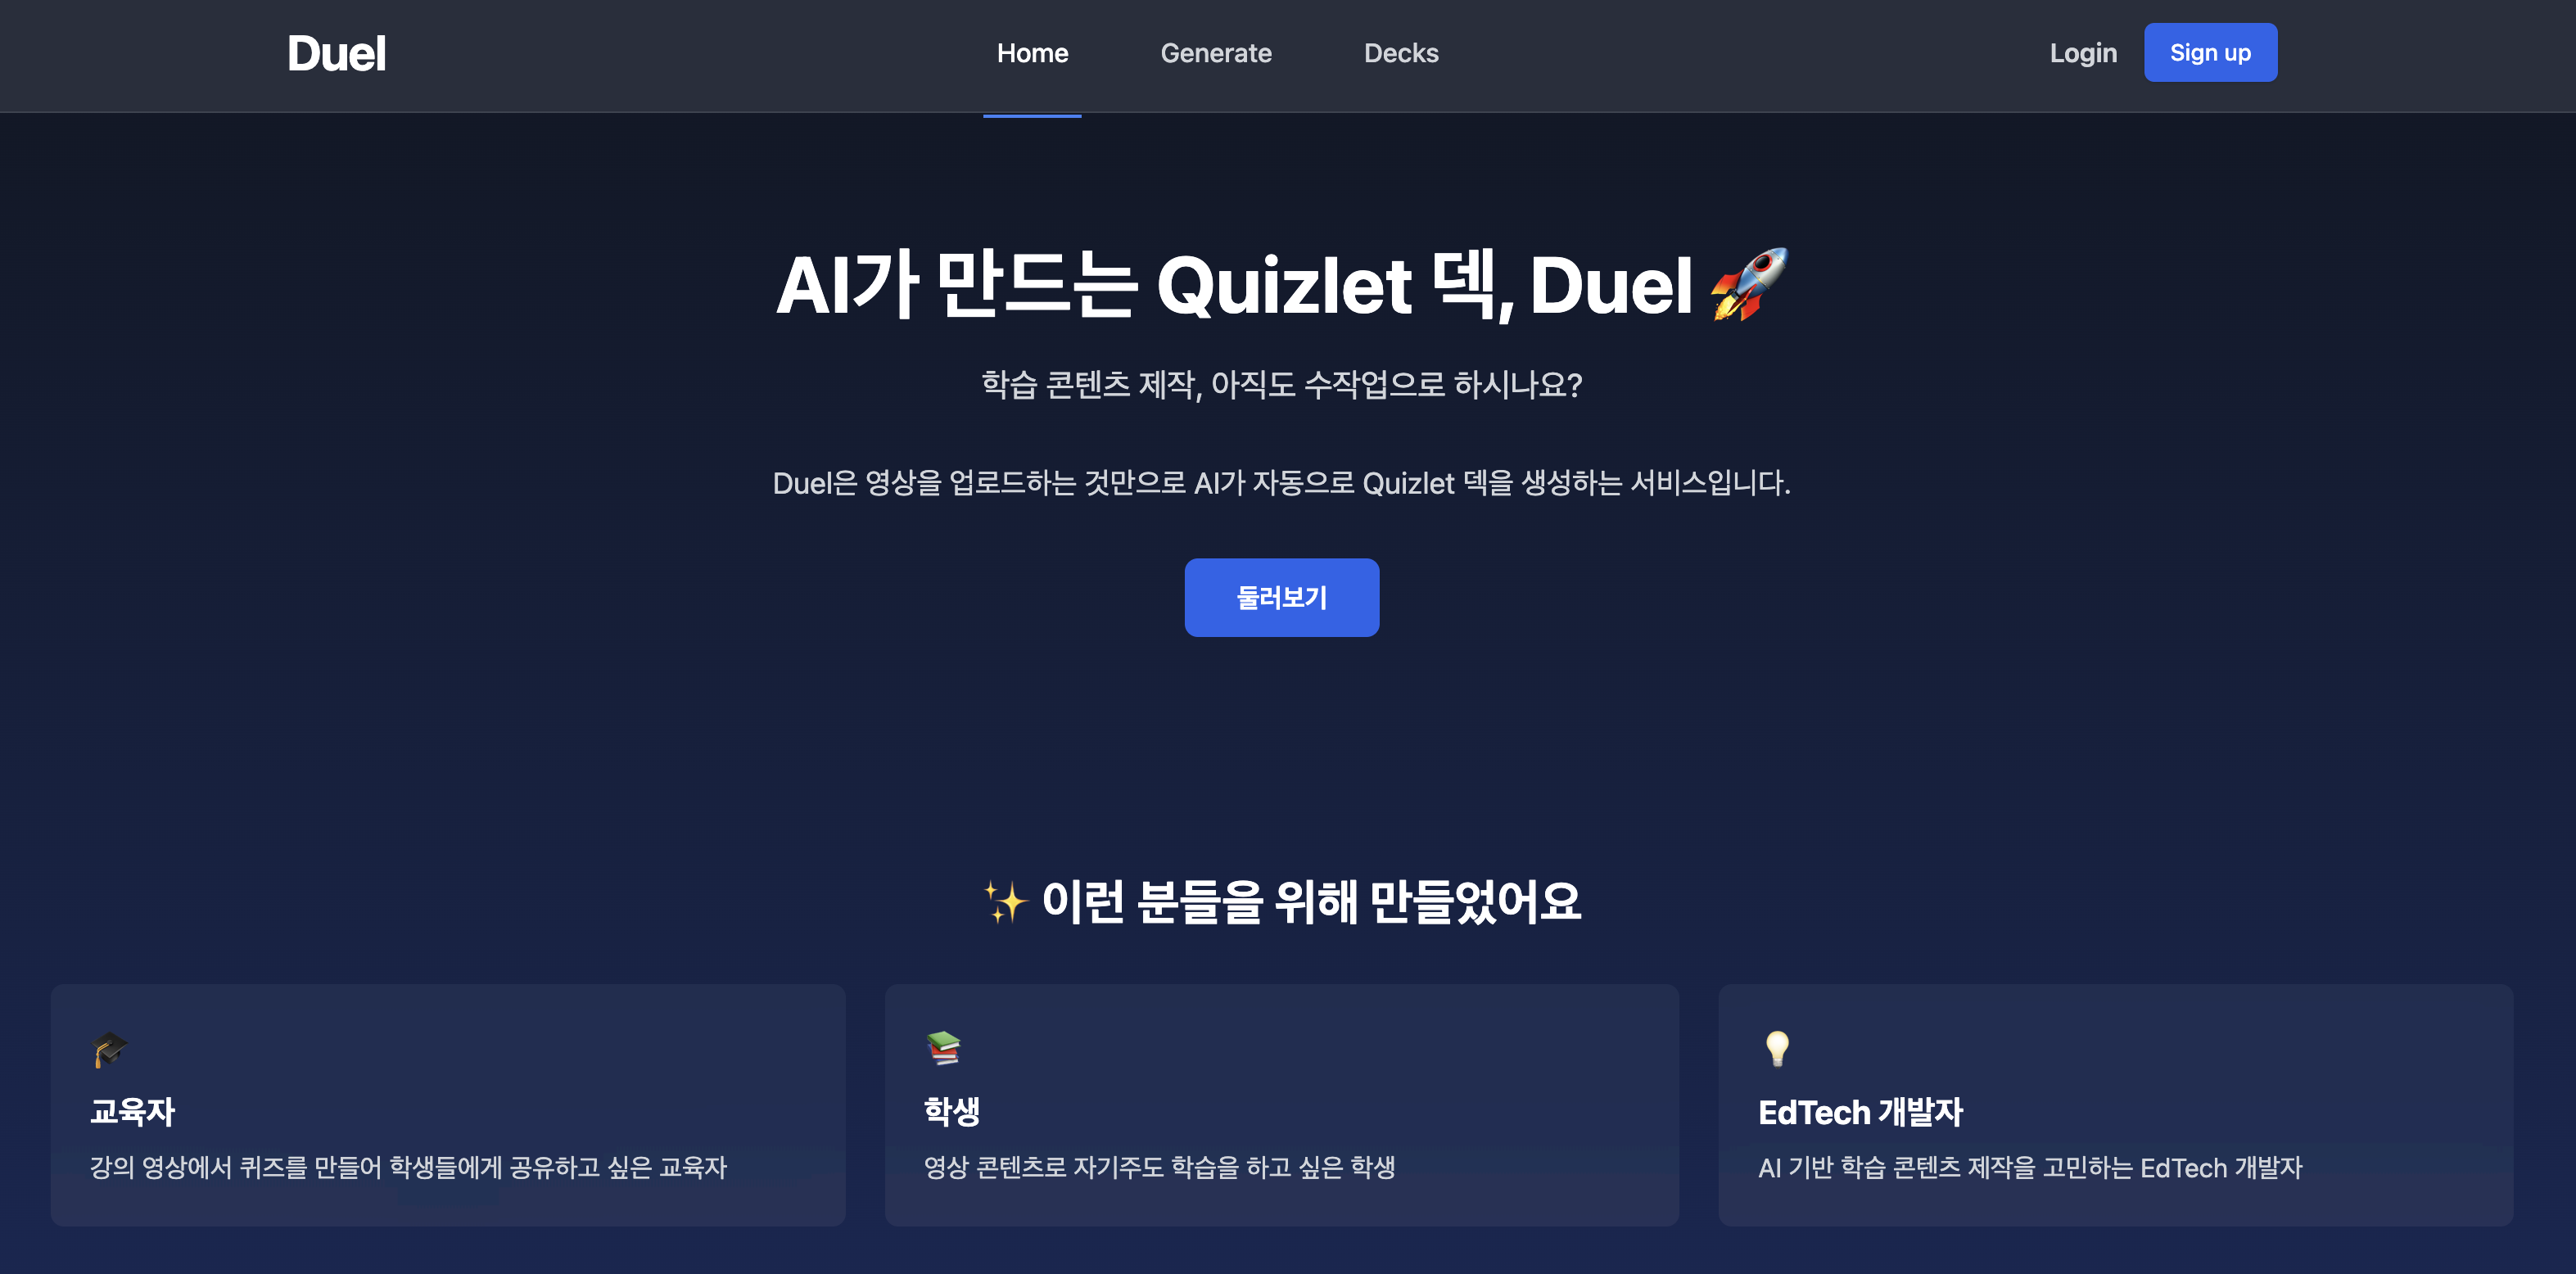 Duel
Home
Generate
Decks
Login
Sign up
AI가 만드는 Quizlet 덱, Duel 🚀
학습 콘텐츠 제작, 아직도 수작업으로 하시나요?
Duel은 영상을 업로드하는 것만으로 AI가 자동으로 Quizlet 덱을 생성하는 서비스입니다.
둘러보기
✨ 이런 분들을 위해 만들었어요
🎓
교육자
강의 영상에서 퀴즈를 만들어 학생들에게 공유하고 싶은 교육자
📚
학생
영상 콘텐츠로 자기주도 학습을 하고 싶은 학생
💡
EdTech 개발자
AI 기반 학습 콘텐츠 제작을 고민하는 EdTech 개발자